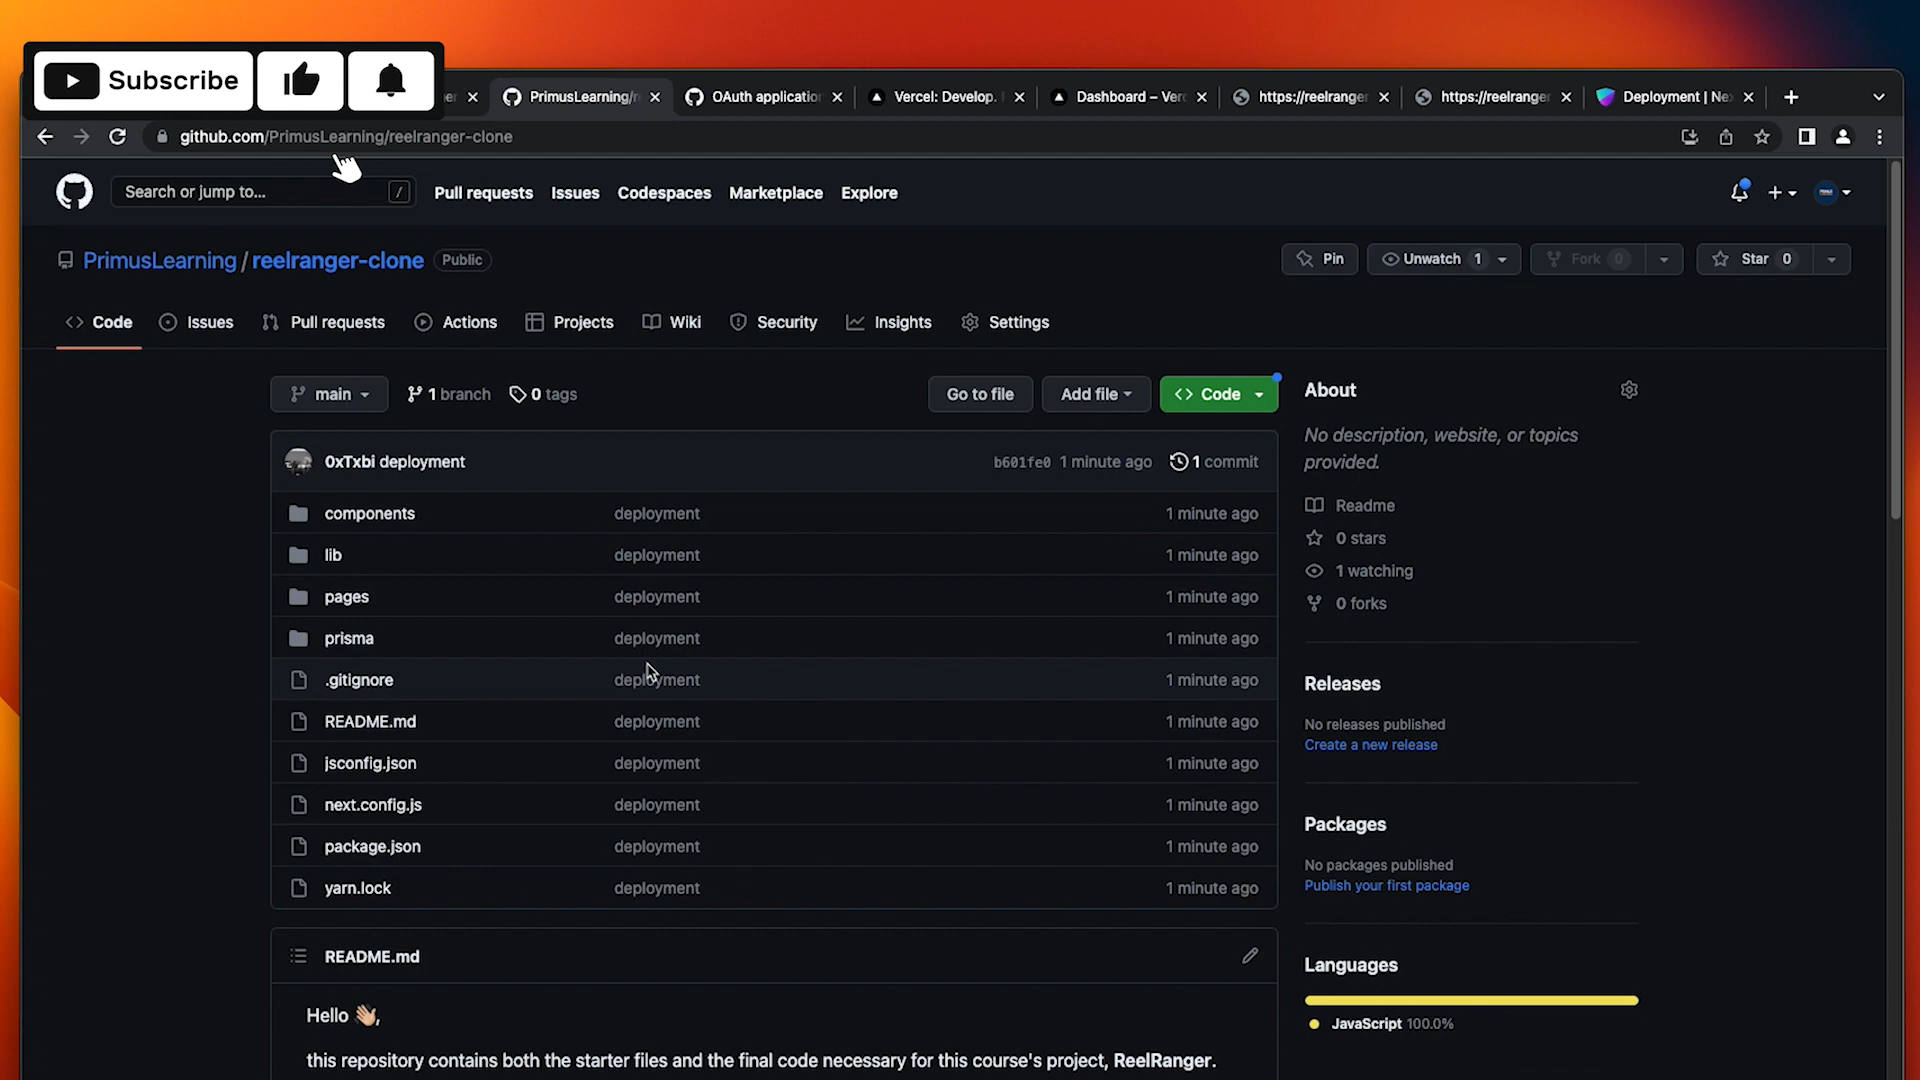 Subscribe
PrimusLearning/r
OAuth application
Vercel: Develop.
Dashboard – Verc
https://reelranger
https://reelranger
Deployment | Nex
github.com/PrimusLearning/reelranger-clone
Search or jump to...
/
Pull requests
Issues
Codespaces
Marketplace
Explore
PrimusLearning / reelranger-clone Public
Pin
Unwatch 1
Fork 0
Star 0
Code
Issues
Pull requests
Actions
Projects
Wiki
Security
Insights
Settings
main
1 branch
0 tags
Go to file
Add file
Code
0xTxbi deployment b601fe0 1 minute ago 1 commit
components deployment 1 minute ago
lib deployment 1 minute ago
pages deployment 1 minute ago
prisma deployment 1 minute ago
.gitignore deployment 1 minute ago
README.md deployment 1 minute ago
jsconfig.json deployment 1 minute ago
next.config.js deployment 1 minute ago
package.json deployment 1 minute ago
yarn.lock deployment 1 minute ago
README.md
Hello 👋🏼,
this repository contains both the starter files and the final code necessary for this course's project, ReelRanger.
About
No description, website, or topics
provided.
Readme
0 stars
1 watching
0 forks
Releases
No releases published
Create a new release
Packages
No packages published
Publish your first package
Languages
JavaScript 100.0%